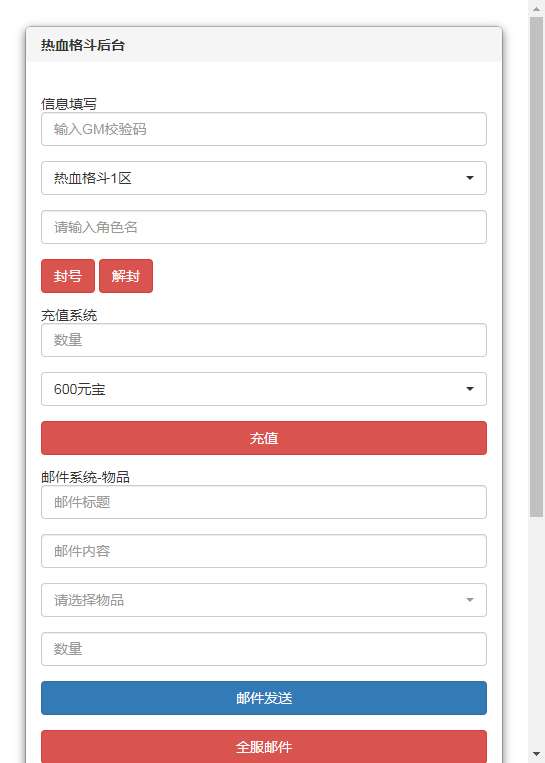 热血格斗后台
信息填写
输入GM校验码
热血格斗1区
请输入角色名
封号 解封
充值系统
数量
600元宝
充值
邮件系统-物品
邮件标题
邮件内容
请选择物品
数量
邮件发送
全服邮件